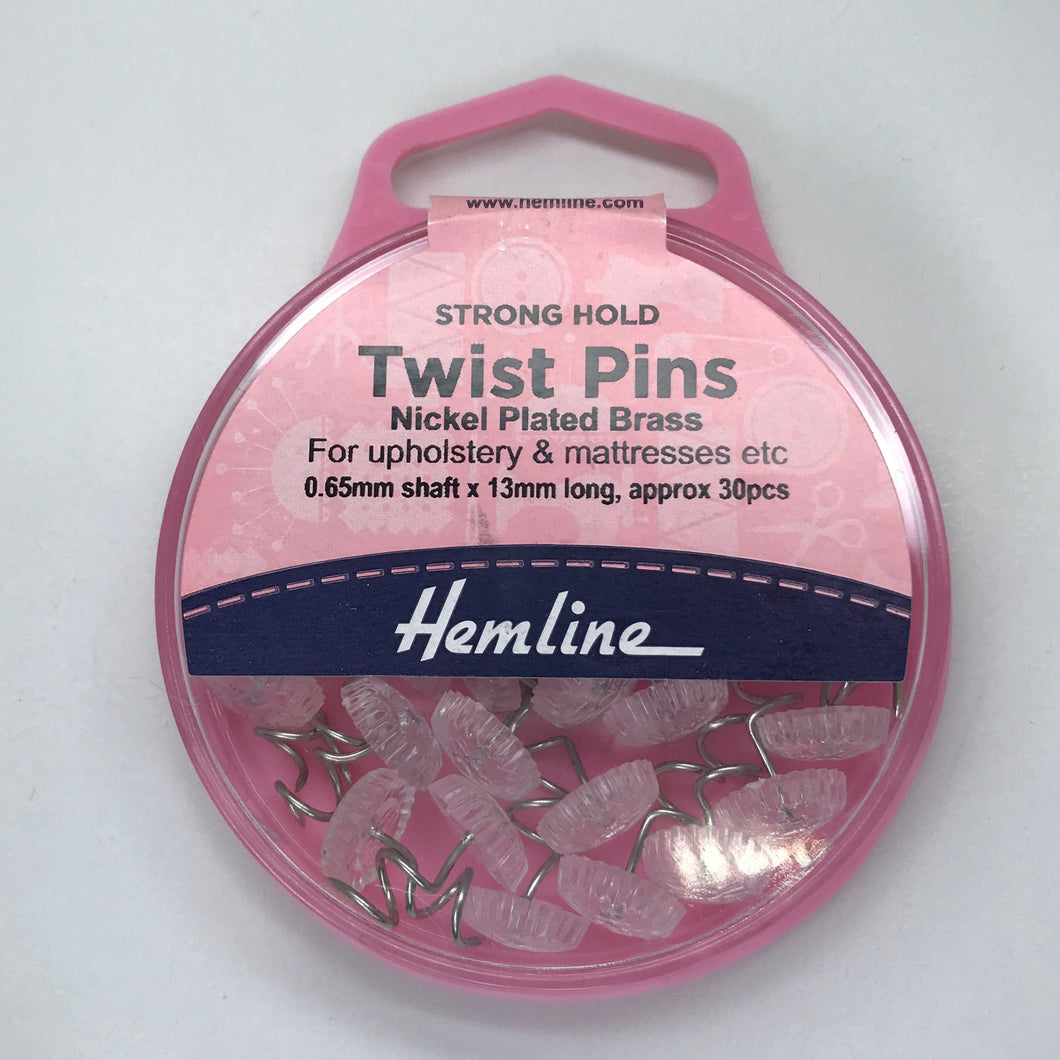 www.hemline.com
STRONG HOLD
Twist Pins
Nickel Plated Brass
For upholstery & mattresses etc
0.65mm shaft x 13mm long, approx 30pcs
Hemline